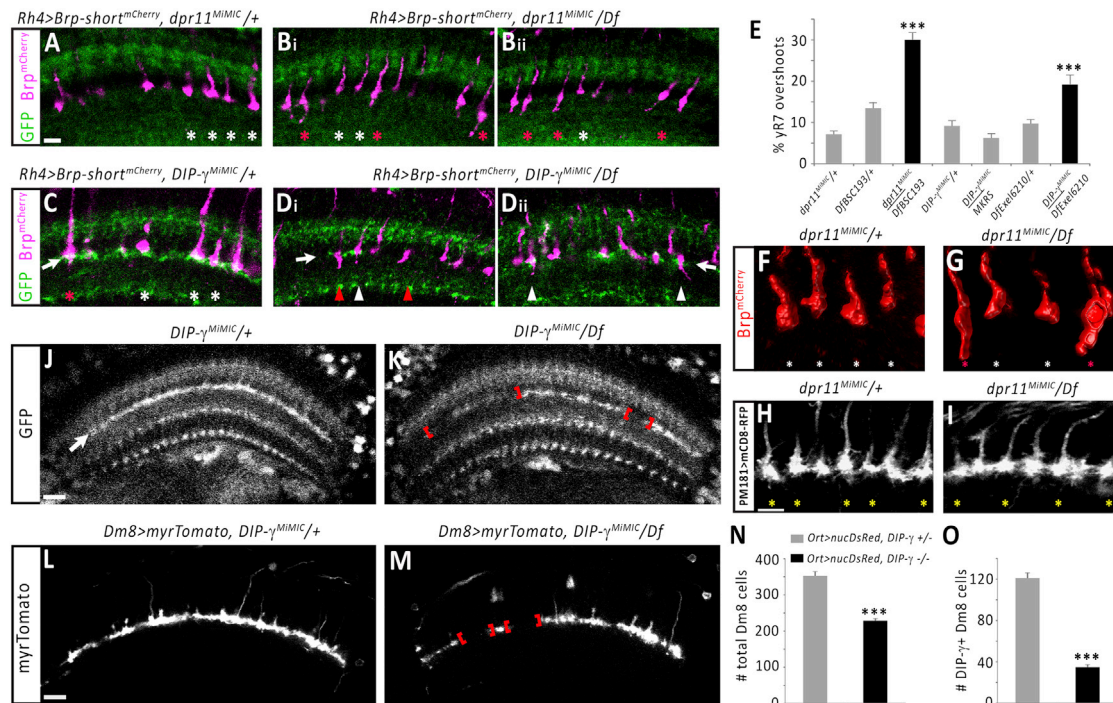 Rh4>Brp-short^mCherry, dpr11^MiMIC/+
Rh4>Brp-short^mCherry, dpr11^MiMIC/Df
GFP Brp^mCherry
A
Bi
Bii
* * * *
* * * * *
* * * *
Rh4>Brp-short^mCherry, DIP-γ^MiMIC/+
Rh4>Brp-short^mCherry, DIP-γ^MiMIC/Df
GFP Brp^mCherry
C
Di
Dii
* * * *
E
% yR7 overshoots
30
20
10
0
***
***
dpr11^MiMIC/+
DfBSC193/+
dpr11^MiMIC
DfBSC193
DIP-γ^MiMIC/+
DIP-γ^MiMIC
MKRS
DfExel6210/+
DIP-γ^MiMIC
DfExel6210
dpr11^MiMIC/+
dpr11^MiMIC/Df
Brp^mCherry
F
G
* * * *
* * * *
dpr11^MiMIC/+
dpr11^MiMIC/Df
PM181>mCD8-RFP
H
I
* * * * *
* * * *
DIP-γ^MiMIC/+
DIP-γ^MiMIC/Df
GFP
J
K
Dm8>myrTomato, DIP-γ^MiMIC/+
Dm8>myrTomato, DIP-γ^MiMIC/Df
myrTomato
L
M
N
Ort>nucDsRed, DIP-γ +/-
Ort>nucDsRed, DIP-γ -/-
O
# total Dm8 cells
400
300
200
100
0
***
# DIP-γ+ Dm8 cells
120
80
40
0
***